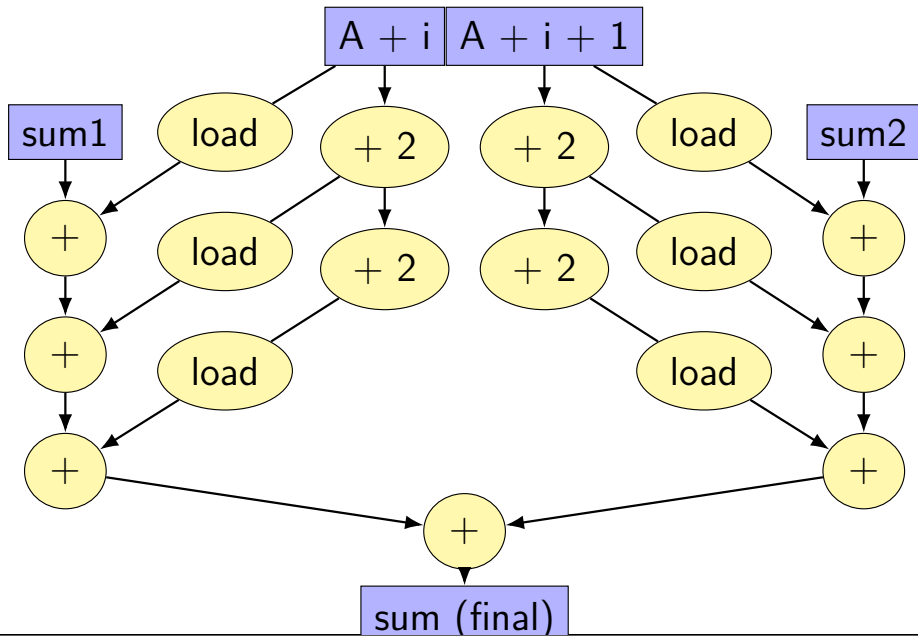 A + i A + i + 1
sum1 load + 2 + 2 load sum2
+ load load +
+ 2 + 2
+ load load +
+ +
+
sum (final)